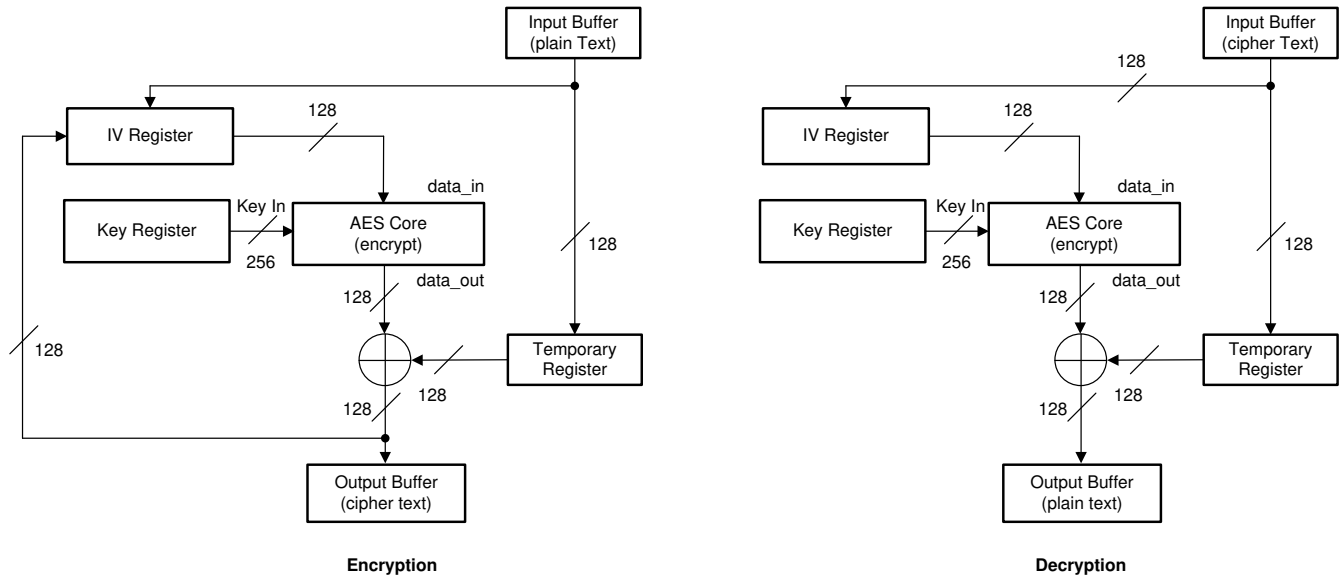 Input Buffer
(plain Text)
128
IV Register
data_in
Key Register
Key In
256
AES Core
(encrypt)
128
128
data_out
128
Temporary
Register
128
128
Output Buffer
(cipher text)
Encryption
Input Buffer
(cipher Text)
128
128
IV Register
data_in
Key Register
Key In
256
AES Core
(encrypt)
128
128
data_out
Temporary
Register
128
128
Output Buffer
(plain text)
Decryption